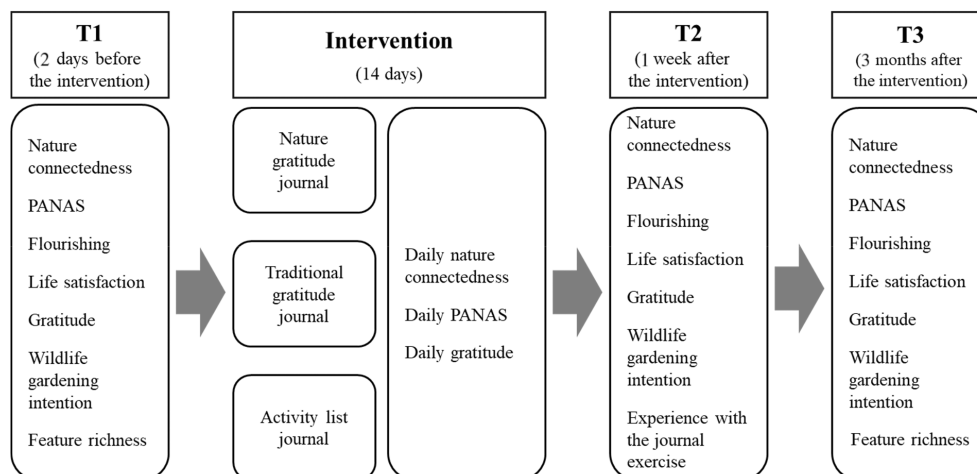 T1
(2 days before
the intervention)
Nature
connectedness
PANAS
Flourishing
Life satisfaction
Gratitude
Wildlife
gardening
intention
Feature richness
Intervention
(14 days)
Nature
gratitude
journal
Traditional
gratitude
journal
Activity list
journal
Daily nature
connectedness
Daily PANAS
Daily gratitude
T2
(1 week after
the intervention)
Nature
connectedness
PANAS
Flourishing
Life satisfaction
Gratitude
Wildlife
gardening
intention
Experience with
the journal
exercise
T3
(3 months after
the intervention)
Nature
connectedness
PANAS
Flourishing
Life satisfaction
Gratitude
Wildlife
gardening
intention
Feature richness